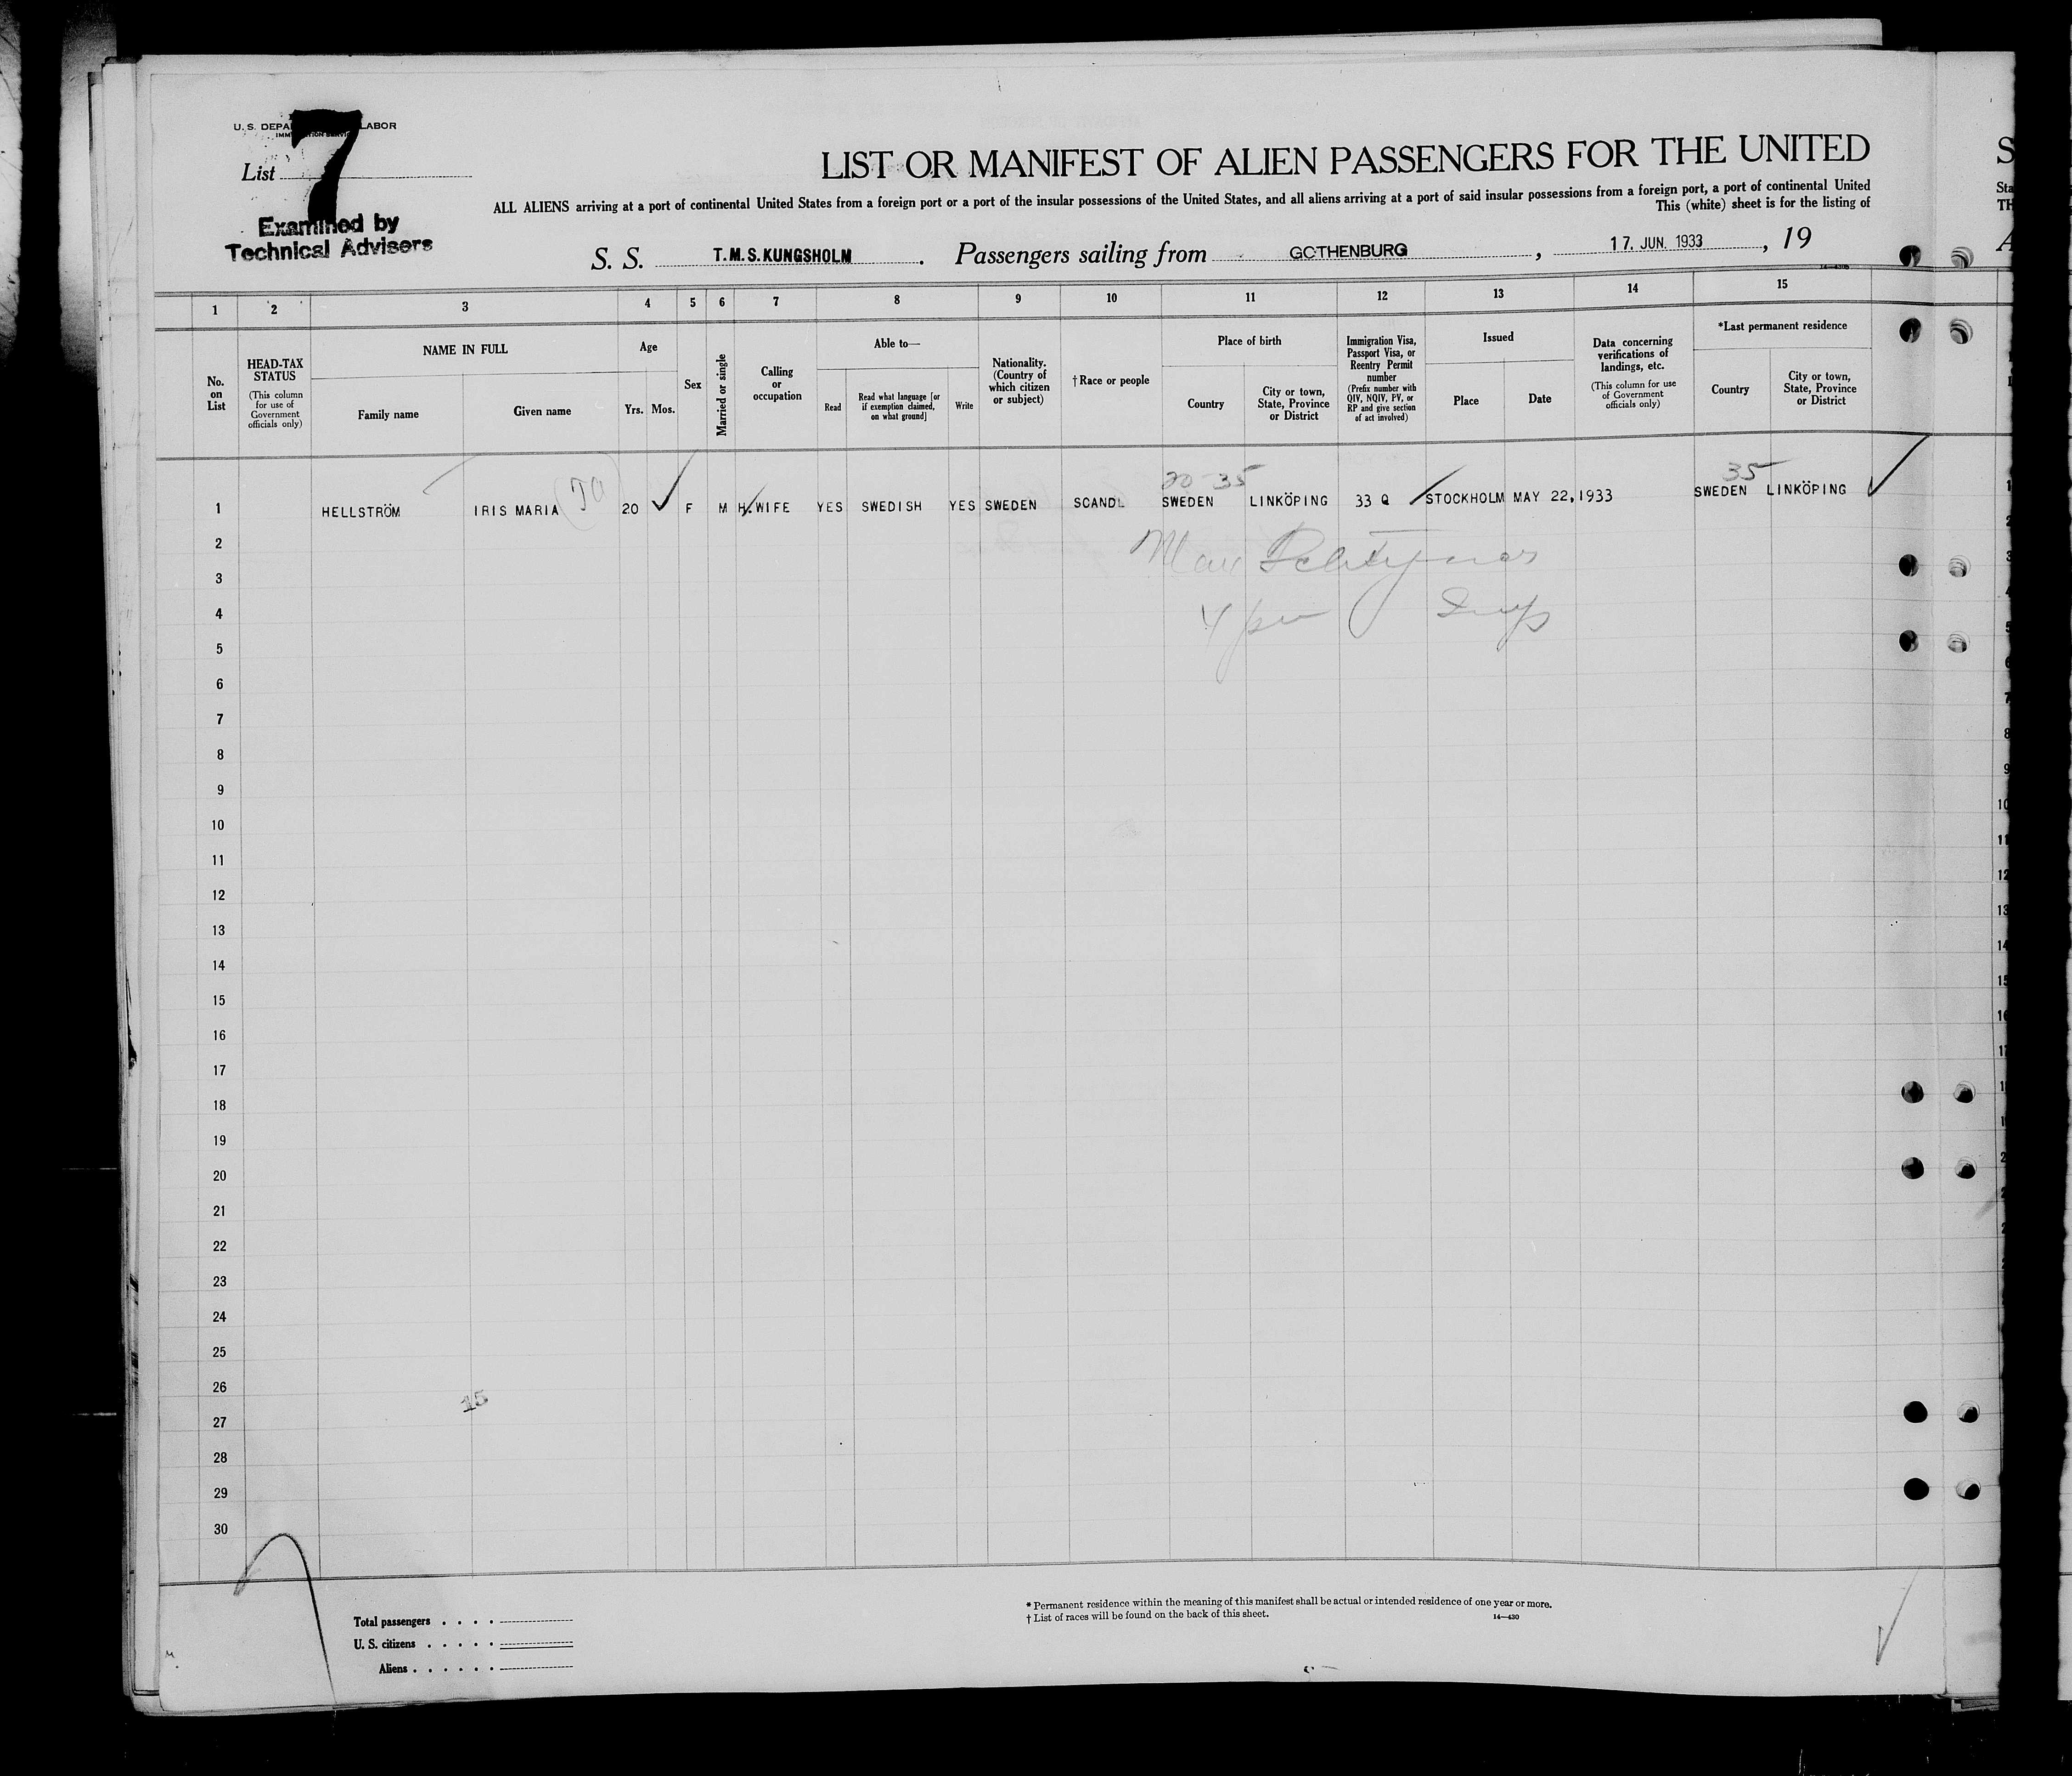 U. S. DEPA LABOR
List
7
Examined by
Technical Advisers
LIST OR MANIFEST OF ALIEN PASSENGERS FOR THE UNITED
ALL ALIENS arriving at a port of continental United States from a foreign port or a port of the insular possessions of the United States, and all aliens arriving at a port of said insular possessions from a foreign port, a port of continental United
This (white) sheet is for the listing of
S. S. T.M.S.KUNGSHOLM . Passengers sailing from GOTHENBURG , 17. JUN. 1933 , 19
1 2 3 4 5 6 7 8 9 10 11 12 13 14 15
No.
on
List
HEAD-TAX
STATUS
(This column
for use of
Government
officials only)
NAME IN FULL
Family name
Given name
Age
Yrs. Mos.
Sex
Married or single
Calling
or
occupation
Able to—
Read
Read what language [or
if exemption claimed,
on what ground]
Write
Nationality.
(Country of
which citizen
or subject)
†Race or people
Place of birth
Country
City or town,
State, Province
or District
Immigration Visa,
Passport Visa, or
Reentry Permit
number
(Prefix number with
QIV, NQIV, PV, or
RP and give section
of act involved)
Issued
Place
Date
Data concerning
verifications of
landings, etc.
(This column for use
of Government
officials only)
*Last permanent residence
Country
City or town,
State, Province
or District
20-35 35
1 HELLSTRÖM IRIS MARIA 20 F M H.WIFE YES SWEDISH YES SWEDEN SCAND. SWEDEN LINKÖPING 33 Q STOCKHOLM MAY 22,1933 SWEDEN LINKÖPING
2
3
4
5
6
7
8
9
10
11
12
13
14
15
16
17
18
19
20
21
22
23
24
25
26
15
27
28
29
30
Total passengers . . . .
U. S. citizens . . . . .
Aliens . . . . . .
* Permanent residence within the meaning of this manifest shall be actual or intended residence of one year or more.
† List of races will be found on the back of this sheet.
14—430